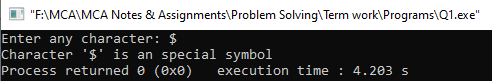 "F:\MCA\MCA Notes & Assignments\Problem Solving\Term work\Programs\Q1.exe"
Enter any character: $
Character '$' is an special symbol
Process returned 0 (0x0)   execution time : 4.203 s